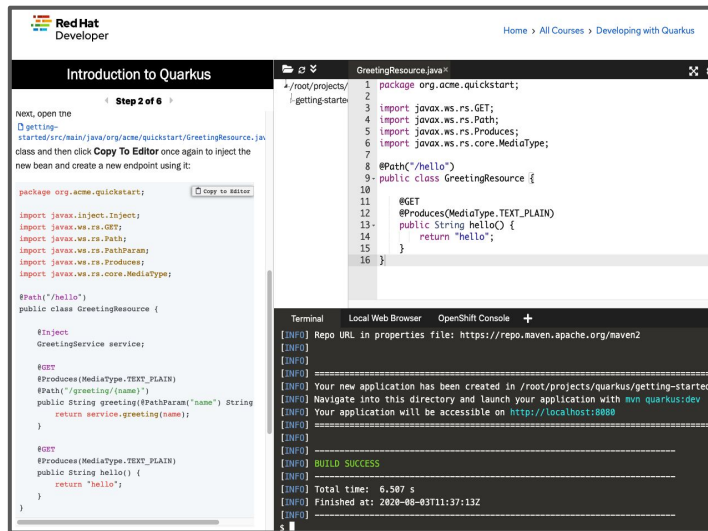 Red Hat
Developer
Home > All Courses > Developing with Quarkus
Introduction to Quarkus
Step 2 of 6
Next, open the
getting-
started/src/main/java/org/acme/quickstart/GreetingResource.jav
class and then click Copy To Editor once again to inject the
new bean and create a new endpoint using it:
Copy to Editor
package org.acme.quickstart;
import javax.inject.Inject;
import javax.ws.rs.GET;
import javax.ws.rs.Path;
import javax.ws.rs.PathParam;
import javax.ws.rs.Produces;
import javax.ws.rs.core.MediaType;
@Path("/hello")
public class GreetingResource {
@Inject
GreetingService service;
@GET
@Produces(MediaType.TEXT_PLAIN)
@Path("/greeting/{name}")
public String greeting(@PathParam("name") String
return service.greeting(name);
}
@GET
@Produces(MediaType.TEXT_PLAIN)
public String hello() {
return "hello";
}
}
/root/projects/
getting-starte
GreetingResource.java×
1 package org.acme.quickstart;
2
3 import javax.ws.rs.GET;
4 import javax.ws.rs.Path;
5 import javax.ws.rs.Produces;
6 import javax.ws.rs.core.MediaType;
7
8 @Path("/hello")
9 public class GreetingResource {
10
11 @GET
12 @Produces(MediaType.TEXT_PLAIN)
13 public String hello() {
14 return "hello";
15 }
16 }
Terminal Local Web Browser OpenShift Console +
[INFO] Repo URL in properties file: https://repo.maven.apache.org/maven2
[INFO]
[INFO]
[INFO] ========================================================================
[INFO] Your new application has been created in /root/projects/quarkus/getting-started
[INFO] Navigate into this directory and launch your application with mvn quarkus:dev
[INFO] Your application will be accessible on http://localhost:8080
[INFO] ========================================================================
[INFO]
[INFO] ------------------------------------------------------------------------
[INFO] BUILD SUCCESS
[INFO] ------------------------------------------------------------------------
[INFO] Total time: 6.507 s
[INFO] Finished at: 2020-08-03T11:37:13Z
[INFO] ------------------------------------------------------------------------
$